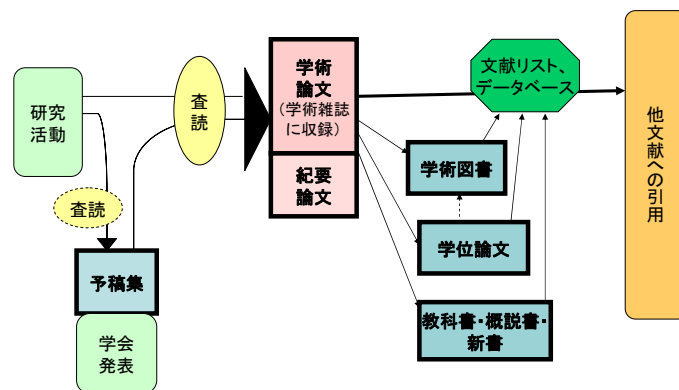 研究
活動
査読
予稿集
学会
発表
査
読
学術
論文
(学術雑誌
に収録)
紀要
論文
文献リスト、
データベース
学術図書
学位論文
教科書・概説書・
新書
他文献への引用